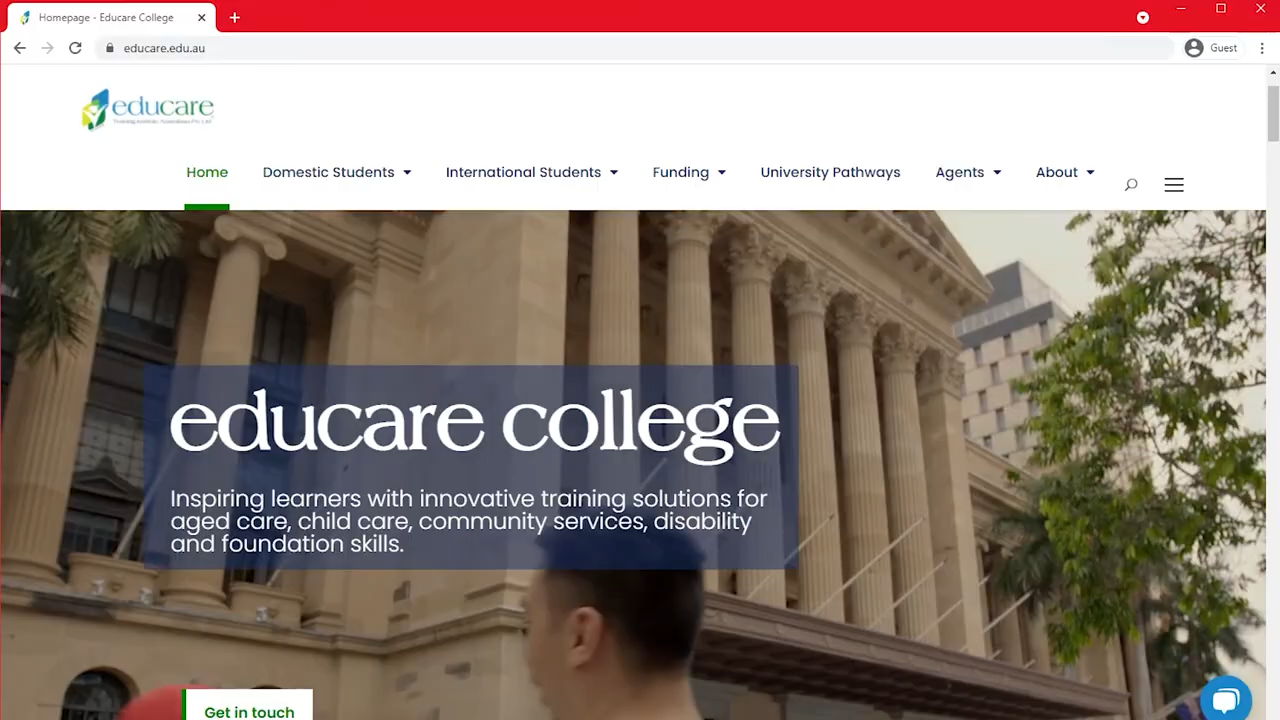 Homepage - Educare College
educare.edu.au
Guest
educare
Home
Domestic Students
International Students
Funding
University Pathways
Agents
About
educare college
Inspiring learners with innovative training solutions for
aged care, child care, community services, disability
and foundation skills.
Get in touch